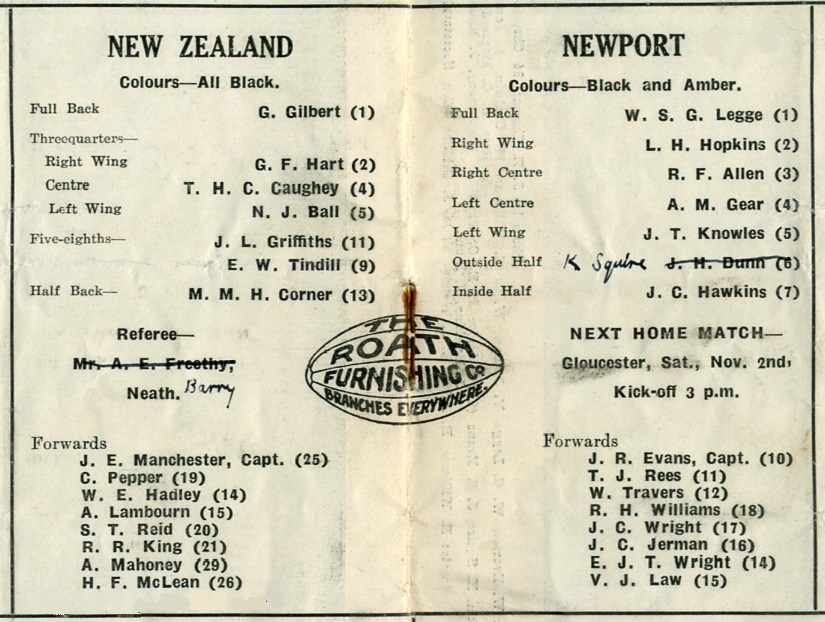 NEW ZEALAND
Colours—All Black.
Full Back G. Gilbert (1)
Threequarters—
Right Wing G. F. Hart (2)
Centre T. H. C. Caughey (4)
Left Wing N. J. Ball (5)
Five-eighths— J. L. Griffiths (11)
E. W. Tindill (9)
Half Back— M. M. H. Corner (13)
Referee—
Mr. A. E. Freethy,
Neath. Barry
Forwards
J. E. Manchester, Capt. (25)
C. Pepper (19)
W. E. Hadley (14)
A. Lambourn (15)
S. T. Reid (20)
R. R. King (21)
A. Mahoney (29)
H. F. McLean (26)
THE
ROATH
FURNISHING Co
BRANCHES EVERYWHERE.
NEWPORT
Colours—Black and Amber.
Full Back W. S. G. Legge (1)
Right Wing L. H. Hopkins (2)
Right Centre R. F. Allen (3)
Left Centre A. M. Gear (4)
Left Wing J. T. Knowles (5)
Outside Half K Squire J. H. Dunn (6)
Inside Half J. C. Hawkins (7)
NEXT HOME MATCH—
Gloucester, Sat., Nov. 2nd,
Kick-off 3 p.m.
Forwards
J. R. Evans, Capt. (10)
T. J. Rees (11)
W. Travers (12)
R. H. Williams (18)
J. C. Wright (17)
J. C. Jerman (16)
E. J. T. Wright (14)
V. J. Law (15)